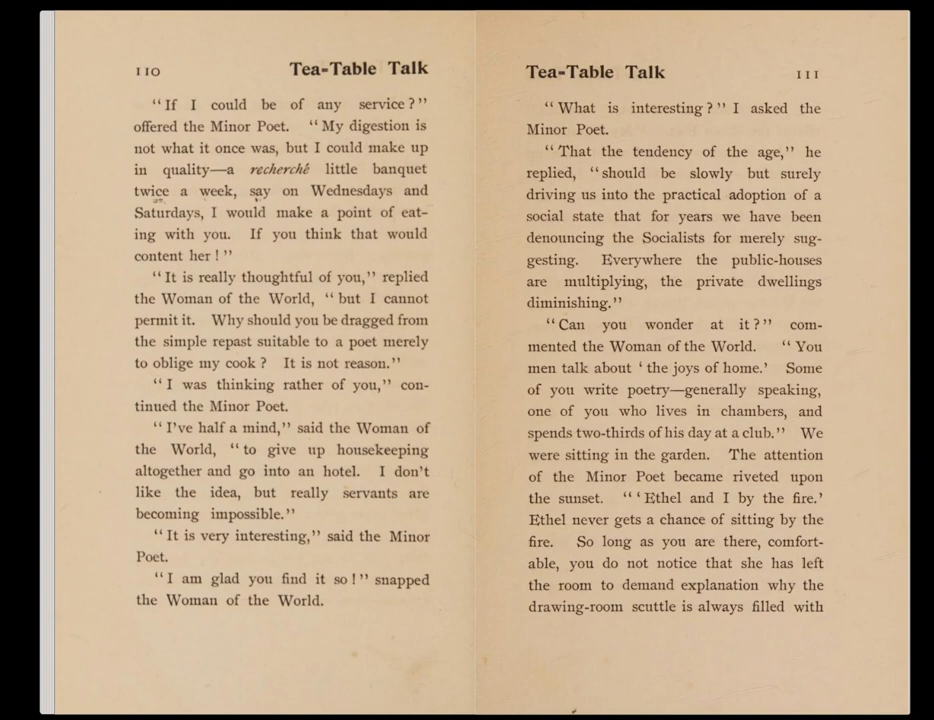 110 Tea-Table Talk
“If I could be of any service?”
offered the Minor Poet. “My digestion is
not what it once was, but I could make up
in quality—a recherché little banquet
twice a week, say on Wednesdays and
Saturdays, I would make a point of eat-
ing with you. If you think that would
content her!”
“It is really thoughtful of you,” replied
the Woman of the World, “but I cannot
permit it. Why should you be dragged from
the simple repast suitable to a poet merely
to oblige my cook? It is not reason.”
“I was thinking rather of you,” con-
tinued the Minor Poet.
“I’ve half a mind,” said the Woman of
the World, “to give up housekeeping
altogether and go into an hotel. I don’t
like the idea, but really servants are
becoming impossible.”
“It is very interesting,” said the Minor
Poet.
“I am glad you find it so!” snapped
the Woman of the World.
Tea-Table Talk 111
“What is interesting?” I asked the
Minor Poet.
“That the tendency of the age,” he
replied, “should be slowly but surely
driving us into the practical adoption of a
social state that for years we have been
denouncing the Socialists for merely sug-
gesting. Everywhere the public-houses
are multiplying, the private dwellings
diminishing.”
“Can you wonder at it?” com-
mented the Woman of the World. “You
men talk about ‘the joys of home.’ Some
of you write poetry—generally speaking,
one of you who lives in chambers, and
spends two-thirds of his day at a club.” We
were sitting in the garden. The attention
of the Minor Poet became riveted upon
the sunset. “‘Ethel and I by the fire.’
Ethel never gets a chance of sitting by the
fire. So long as you are there, comfort-
able, you do not notice that she has left
the room to demand explanation why the
drawing-room scuttle is always filled with